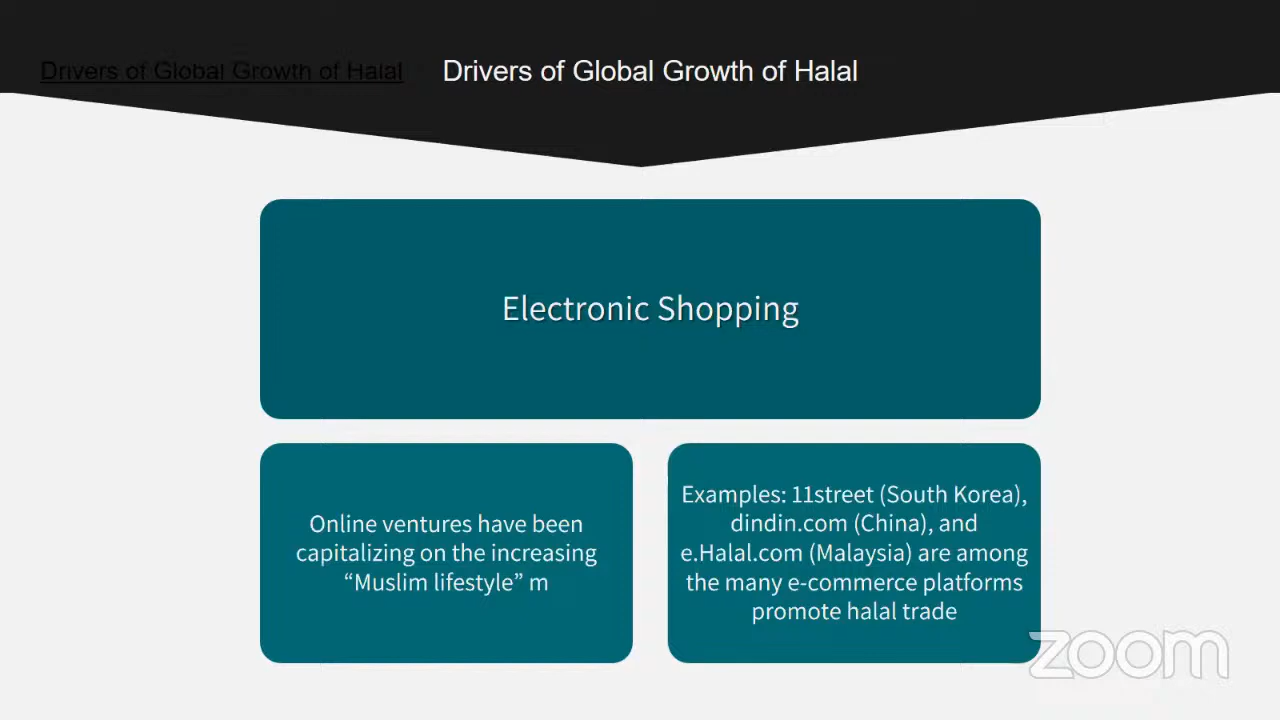 Drivers of Global Growth of Halal
Drivers of Global Growth of Halal
Electronic Shopping
Online ventures have been
capitalizing on the increasing
“Muslim lifestyle” m
Examples: 11street (South Korea),
dindin.com (China), and
e.Halal.com (Malaysia) are among
the many e-commerce platforms
promote halal trade
zoom